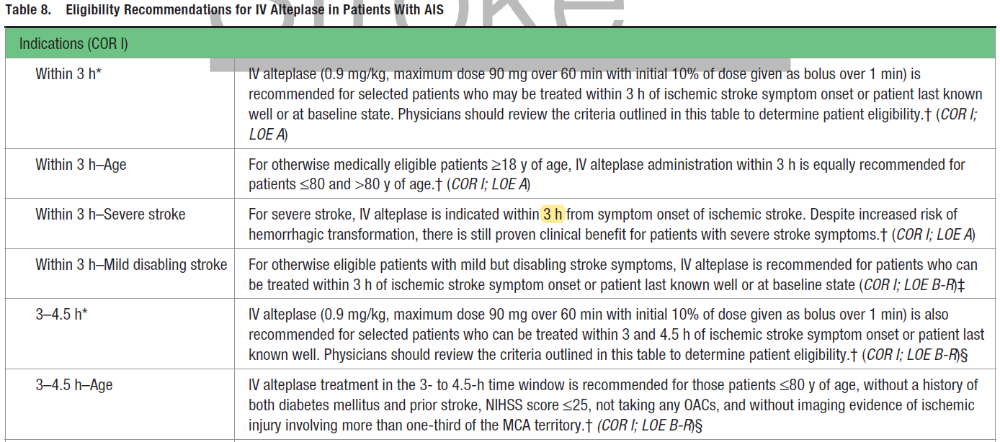 Stroke
Table 8. Eligibility Recommendations for IV Alteplase in Patients With AIS
Indications (COR I)
Within 3 h*
IV alteplase (0.9 mg/kg, maximum dose 90 mg over 60 min with initial 10% of dose given as bolus over 1 min) is
recommended for selected patients who may be treated within 3 h of ischemic stroke symptom onset or patient last known
well or at baseline state. Physicians should review the criteria outlined in this table to determine patient eligibility.† (COR I;
LOE A)
Within 3 h–Age
For otherwise medically eligible patients ≥18 y of age, IV alteplase administration within 3 h is equally recommended for
patients ≤80 and >80 y of age.† (COR I; LOE A)
Within 3 h–Severe stroke
For severe stroke, IV alteplase is indicated within 3 h from symptom onset of ischemic stroke. Despite increased risk of
hemorrhagic transformation, there is still proven clinical benefit for patients with severe stroke symptoms.† (COR I; LOE A)
Within 3 h–Mild disabling stroke
For otherwise eligible patients with mild but disabling stroke symptoms, IV alteplase is recommended for patients who can
be treated within 3 h of ischemic stroke symptom onset or patient last known well or at baseline state (COR I; LOE B-R)‡
3–4.5 h*
IV alteplase (0.9 mg/kg, maximum dose 90 mg over 60 min with initial 10% of dose given as bolus over 1 min) is also
recommended for selected patients who can be treated within 3 and 4.5 h of ischemic stroke symptom onset or patient last
known well. Physicians should review the criteria outlined in this table to determine patient eligibility.† (COR I; LOE B-R)§
3–4.5 h–Age
IV alteplase treatment in the 3- to 4.5-h time window is recommended for those patients ≤80 y of age, without a history of
both diabetes mellitus and prior stroke, NIHSS score ≤25, not taking any OACs, and without imaging evidence of ischemic
injury involving more than one-third of the MCA territory.† (COR I; LOE B-R)§